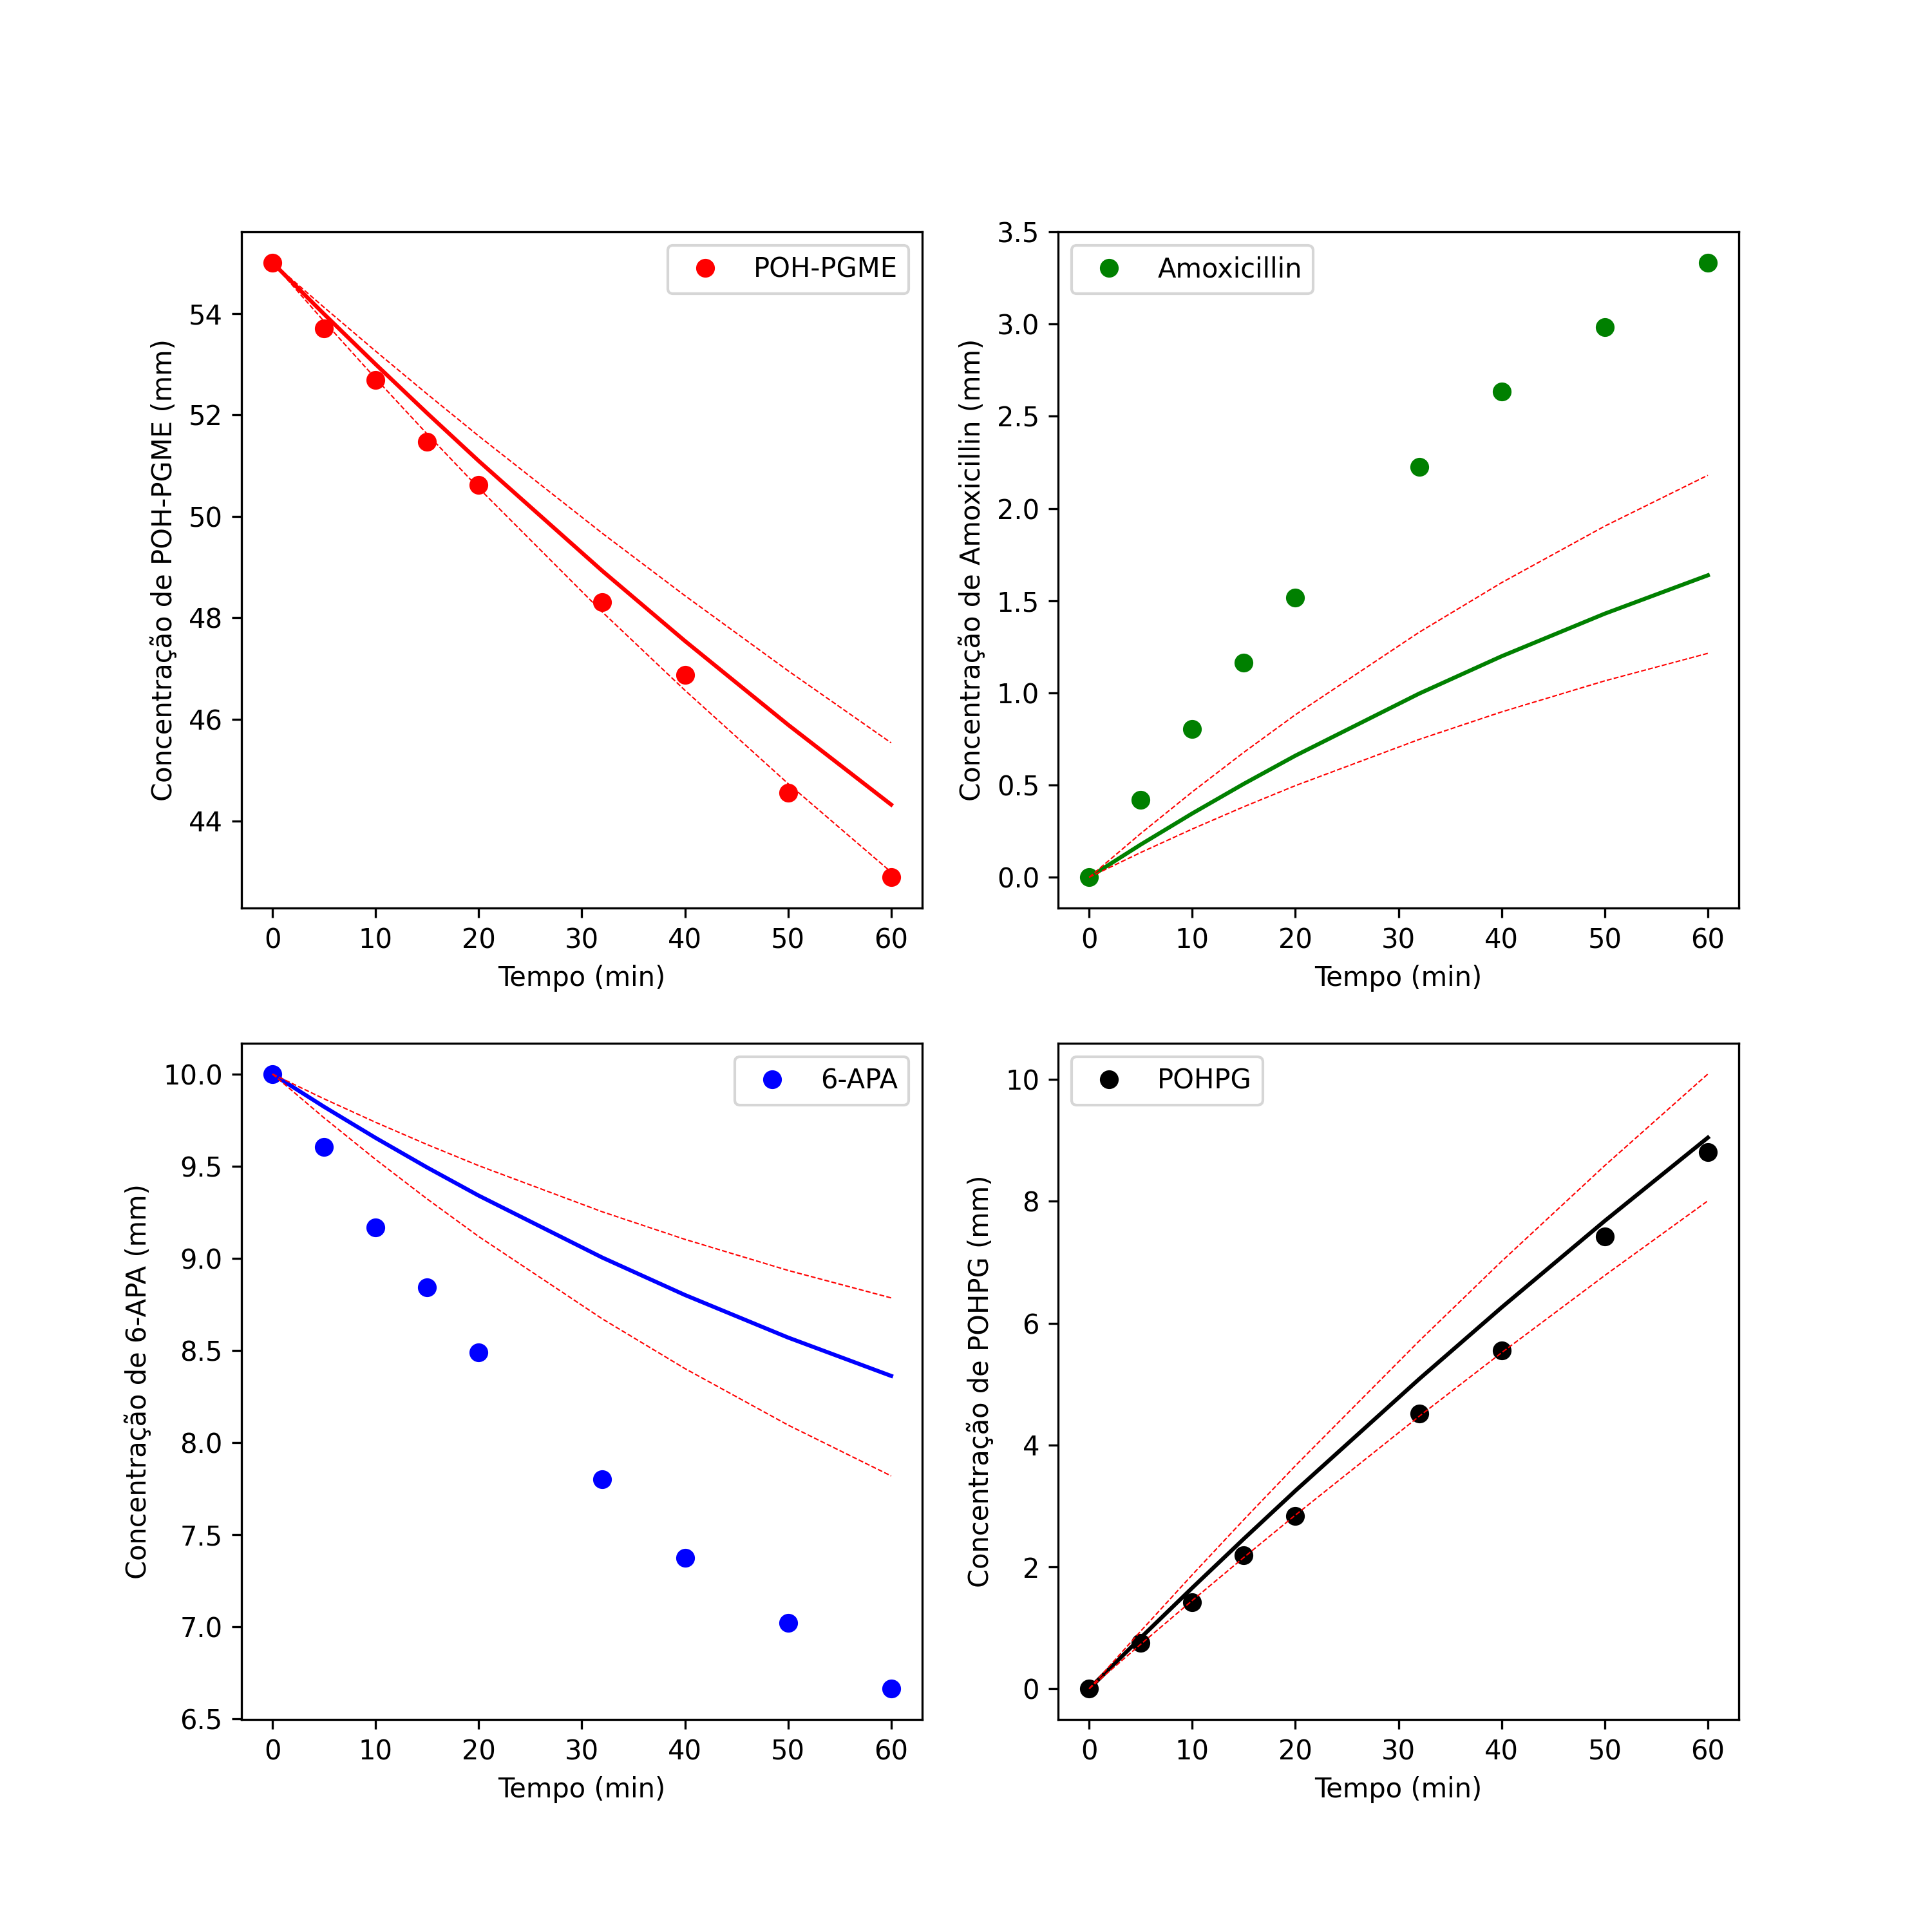 POH-PGME
54
52
50
48
46
44
Concentração de POH-PGME (mm)
0 10 20 30 40 50 60
Tempo (min)
Amoxicillin
3.5
3.0
2.5
2.0
1.5
1.0
0.5
0.0
Concentração de Amoxicillin (mm)
0 10 20 30 40 50 60
Tempo (min)
6-APA
10.0
9.5
9.0
8.5
8.0
7.5
7.0
6.5
Concentração de 6-APA (mm)
0 10 20 30 40 50 60
Tempo (min)
POHPG
10
8
6
4
2
0
Concentração de POHPG (mm)
0 10 20 30 40 50 60
Tempo (min)